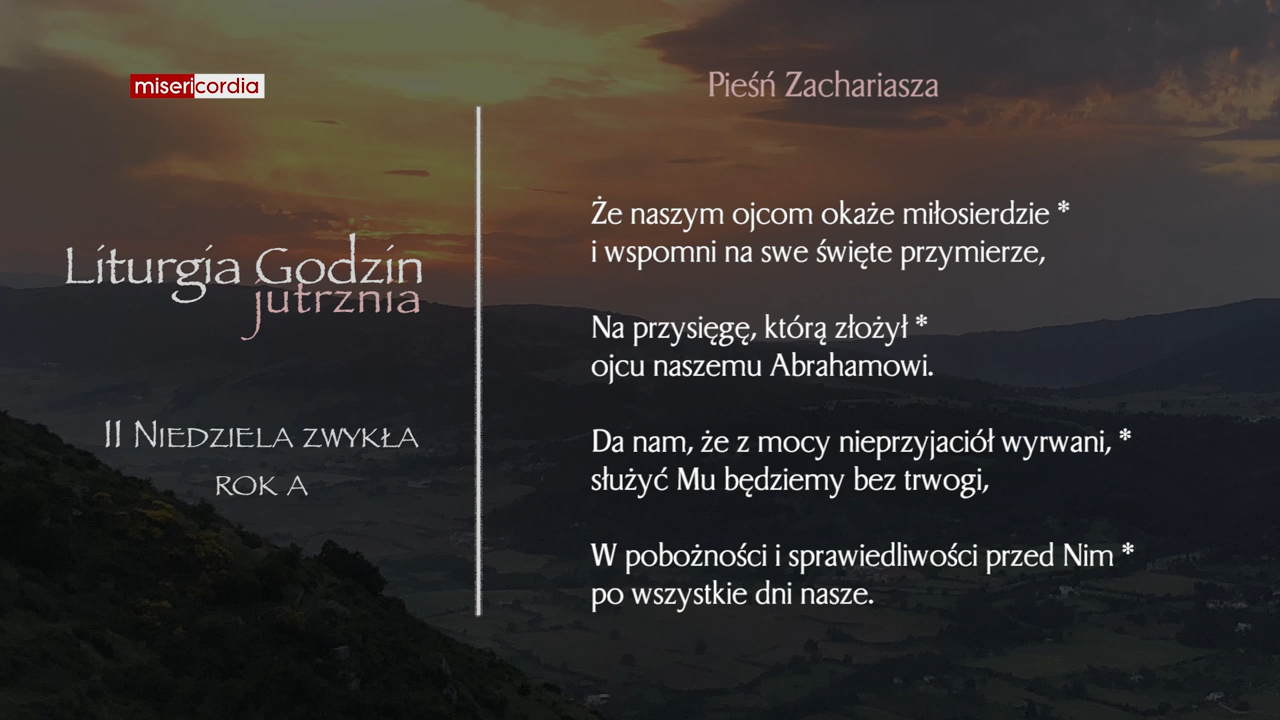 misericordia
Liturgia Godzin
jutrznia
II Niedziela zwykła
rok A
Pieśń Zachariasza
Że naszym ojcom okaże miłosierdzie *
i wspomni na swe święte przymierze,
Na przysięgę, którą złożył *
ojcu naszemu Abrahamowi.
Da nam, że z mocy nieprzyjaciół wyrwani, *
służyć Mu będziemy bez trwogi,
W pobożności i sprawiedliwości przed Nim *
po wszystkie dni nasze.